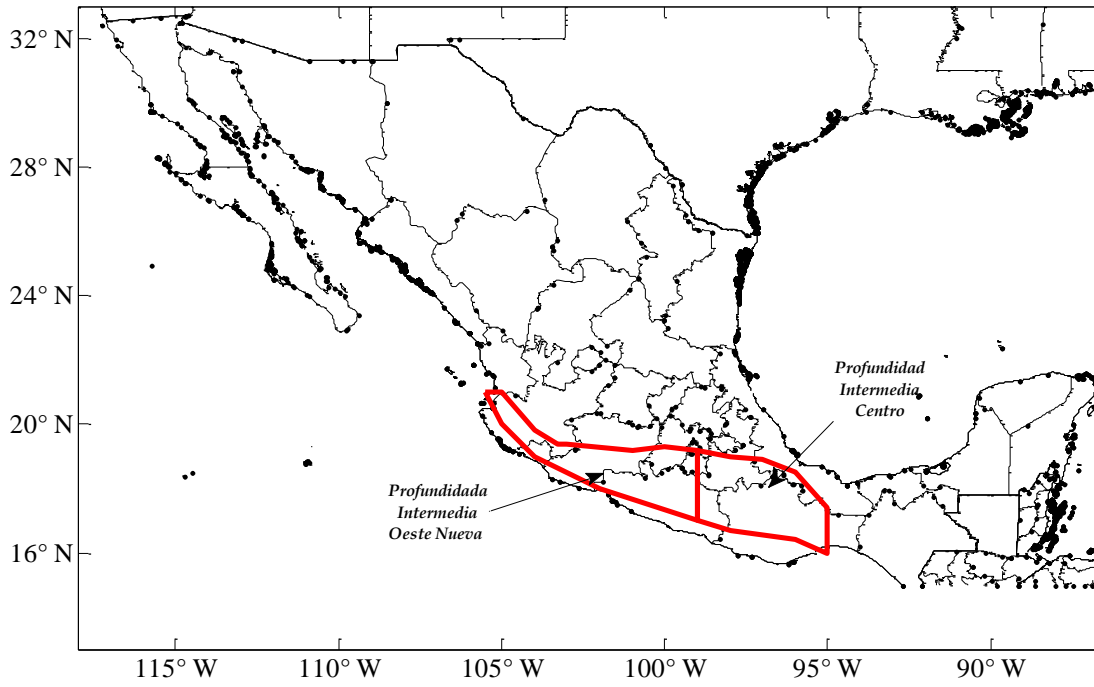 32° N
28° N
24° N
20° N
16° N
Profundidad
Intermedia
Centro
Profundidada
Intermedia
Oeste Nueva
115° W
110° W
105° W
100° W
95° W
90° W